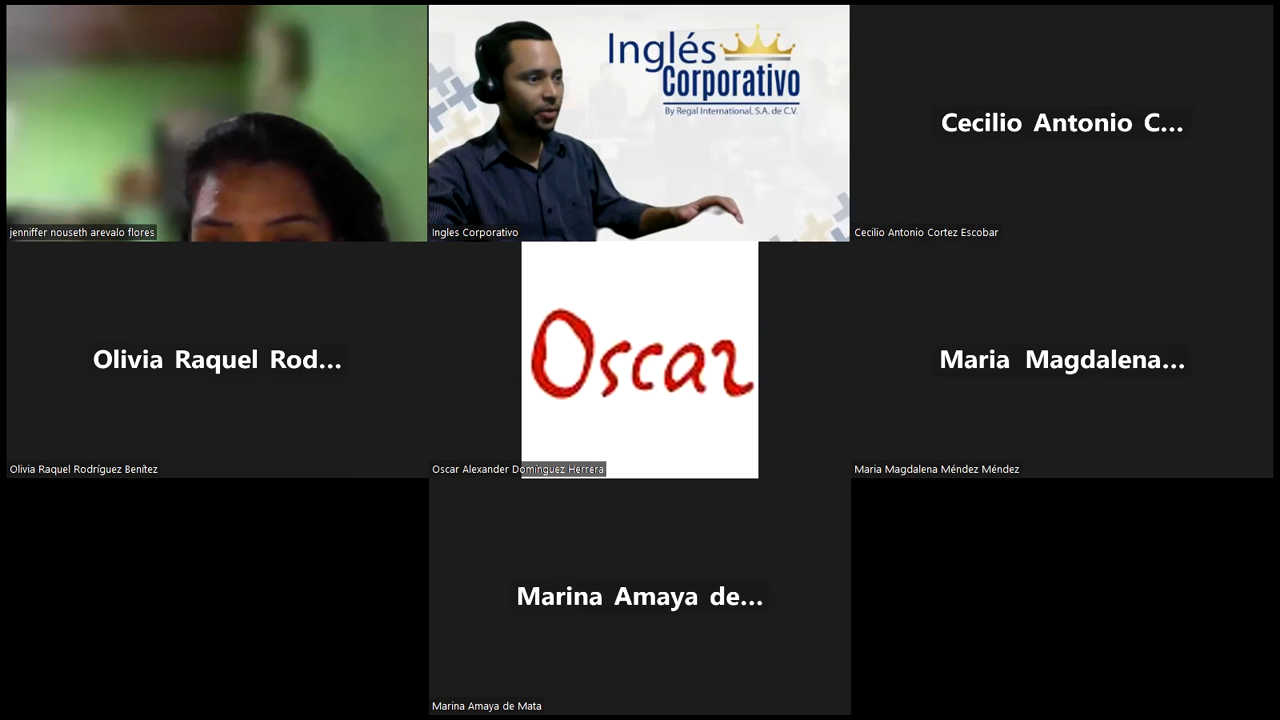 Inglés
Corporativo
By Regal International, S.A. de C.V.
Cecilio Antonio C...
jenniffer nouseth arevalo flores
Ingles Corporativo
Cecilio Antonio Cortez Escobar
Olivia Raquel Rod...
Oscar
Maria Magdalena...
Olivia Raquel Rodríguez Benítez
Oscar Alexander Domínguez Herrera
Maria Magdalena Méndez Méndez
Marina Amaya de...
Marina Amaya de Mata